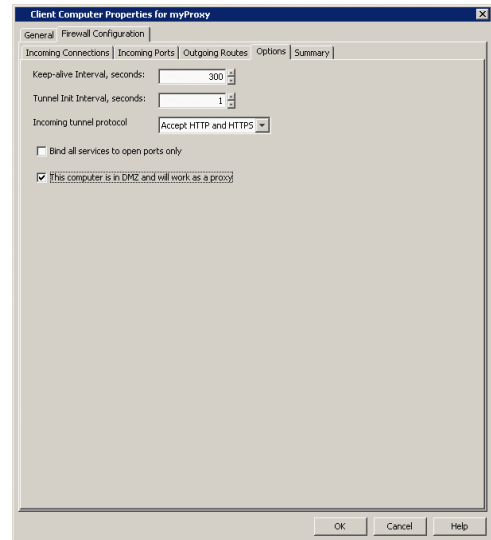 Client Computer Properties for myProxy
General Firewall Configuration
Incoming Connections Incoming Ports Outgoing Routes Options Summary
Keep-alive Interval, seconds: 300
Tunnel Init Interval, seconds: 1
Incoming tunnel protocol Accept HTTP and HTTPS
Bind all services to open ports only
This computer is in DMZ and will work as a proxy
OK Cancel Help